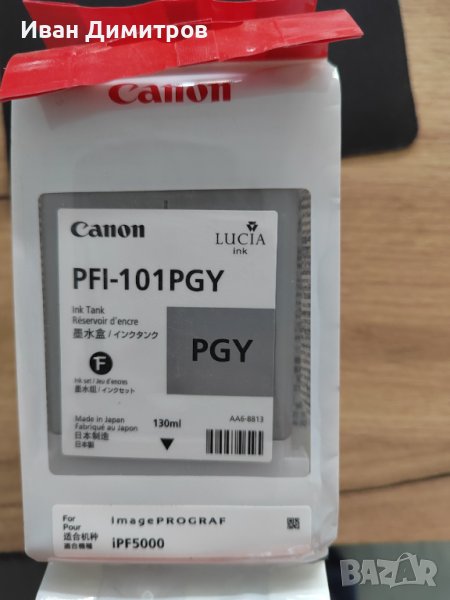 Иван Димитров
Canon
Canon
LUCIA
ink
PFI-101PGY
Ink Tank
Réservoir d'encre
墨水盒 / インクタンク
PGY
F
Ink set / Jeu d'encres
墨水組 / インクセット
Made in Japan
Fabriqué au Japon
日本制造
日本製
130ml
AA6-8813
For
Pour
适合机种
適合機種
imagePROGRAF
iPF5000
BAZAR